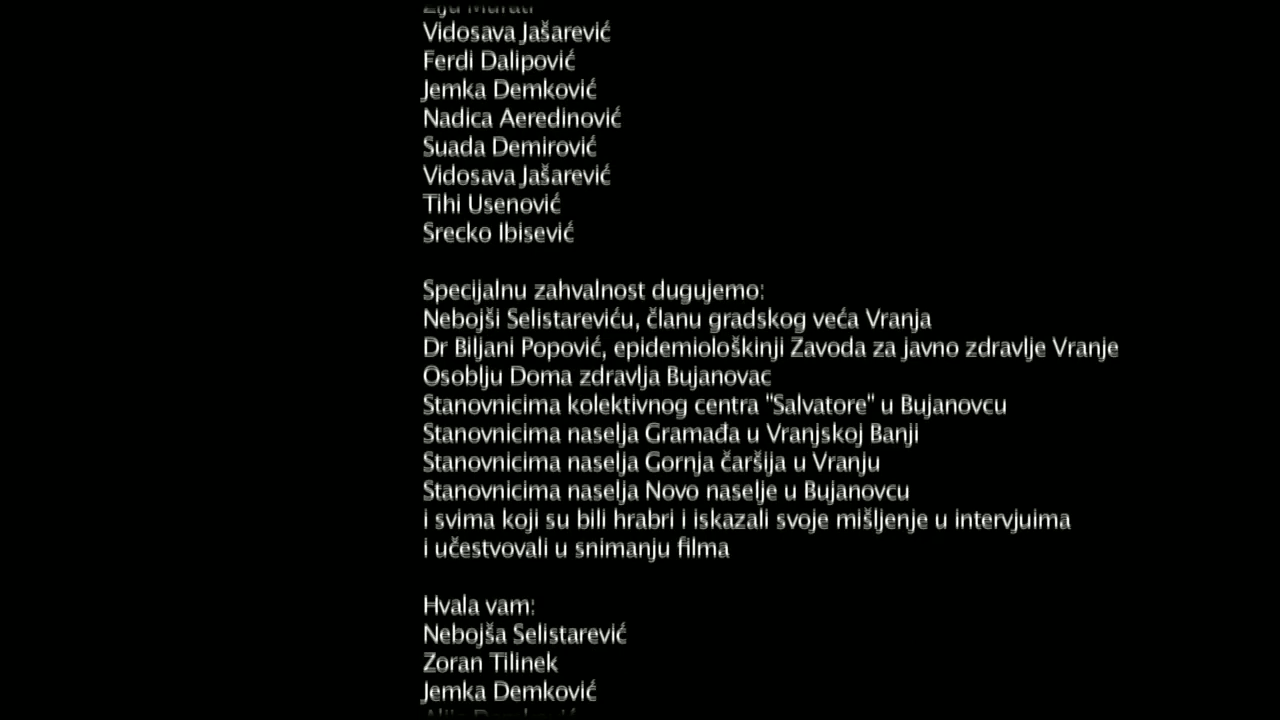 Vidosava Jašarević
Ferdi Dalipović
Jemka Demković
Nadica Aeredinović
Suada Demirović
Vidosava Jašarević
Tihi Usenović
Srecko Ibisević
Specijalnu zahvalnost dugujemo:
Nebojši Selistareviću, članu gradskog veća Vranja
Dr Biljani Popović, epidemiološkinji Zavoda za javno zdravlje Vranje
Osoblju Doma zdravlja Bujanovac
Stanovnicima kolektivnog centra "Salvatore" u Bujanovcu
Stanovnicima naselja Gramađa u Vranjskoj Banji
Stanovnicima naselja Gornja čaršija u Vranju
Stanovnicima naselja Novo naselje u Bujanovcu
i svima koji su bili hrabri i iskazali svoje mišljenje u intervjuima
i učestvovali u snimanju filma
Hvala vam:
Nebojša Selistarević
Zoran Tilinek
Jemka Demković